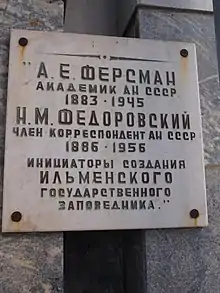 "А.Е.ФЕРСМАН
АКАДЕМИК АН СССР
1883-1945
Н.М.ФЕДОРОВСКИЙ
ЧЛЕН КОРРЕСПОНДЕНТ АН СССР
1886-1956
ИНИЦИАТОРЫ СОЗДАНИЯ
ИЛЬМЕНСКОГО
ГОСУДАРСТВЕННОГО
ЗАПОВЕДНИКА."